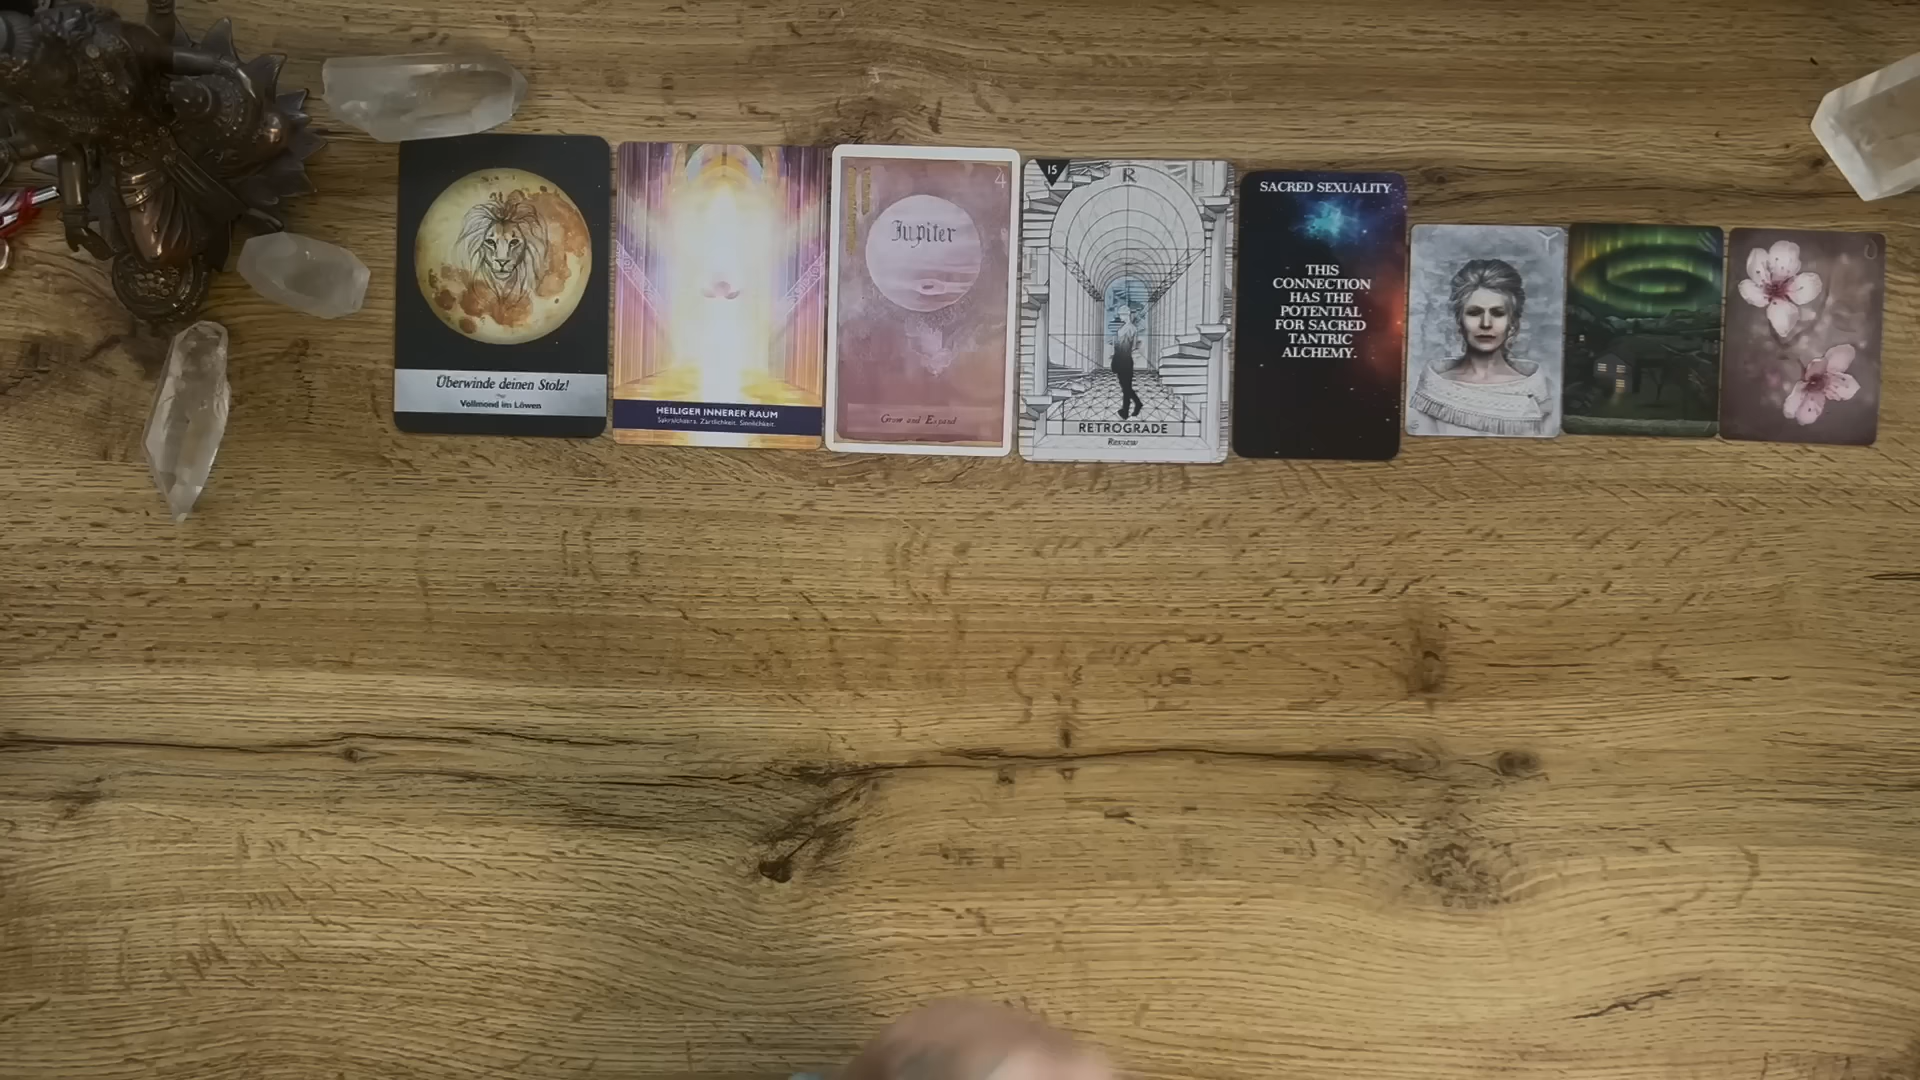 Überwinde deinen Stolz!
Vollmond im Löwen
HEILIGER INNERER RAUM
Sakralchakra. Zärtlichkeit. Sinnlichkeit.
Jupiter
Grow and Expand
15
R
RETROGRADE
Review
SACRED SEXUALITY
THIS
CONNECTION
HAS THE
POTENTIAL
FOR SACRED
TANTRIC
ALCHEMY.